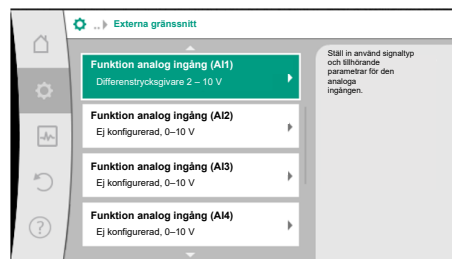 .. Externa gränssnitt
Funktion analog ingång (AI1)
Differenstrycksgivare 2 – 10 V
Funktion analog ingång (AI2)
Ej konfigurerad, 0–10 V
Funktion analog ingång (AI3)
Ej konfigurerad, 0–10 V
Funktion analog ingång (AI4)
Ej konfigurerad, 0–10 V
Ställ in använd signaltyp
och tillhörande
parametrar för den
analoga
ingången.
?